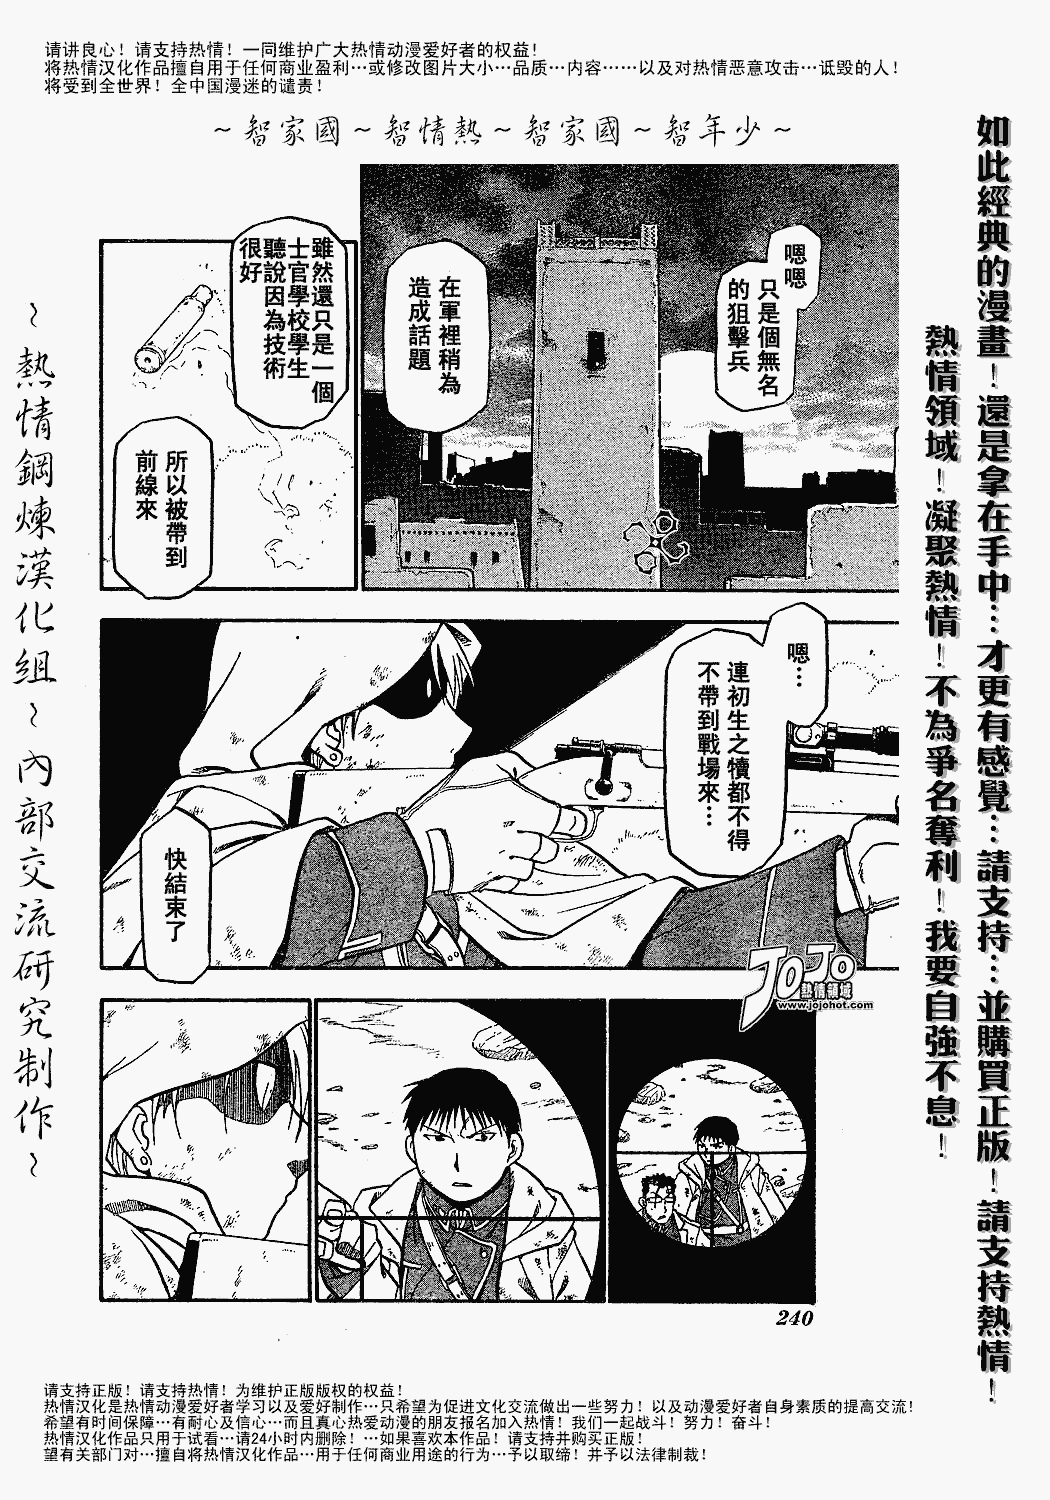 请讲良心！请支持热情！一同维护广大热情动漫爱好者的权益！
将热情汉化作品擅自用于任何商业盈利…或修改图片大小…品质…内容……以及对热情恶意攻击…诋毁的人！
将受到全世界！全中国漫迷的谴责！
～智家國～智情熱～智家國～智年少～
如此經典的漫畫！還是拿在手中…才更有感覺…請支持…並購買正版！請支持熱情！
熱情領域！凝聚熱情！不為爭名奪利！我要自強不息！
嗯嗯
只是個無名
的狙擊兵
在軍裡稍為
造成話題
雖然還只是一個
士官學校學生
聽說因為技術
很好
所以被帶到
前線來
嗯…
連初生之犢都不得
不帶到戰場來…
快結束了
JOJO
熱情領域
www.jojohot.com
240
～熱情鋼煉漢化組～內部交流研究制作～
请支持正版！请支持热情！为维护正版版权的权益！
热情汉化是热情动漫爱好者学习以及爱好制作…只希望为促进文化交流做出一些努力！以及动漫爱好者自身素质的提高交流！
希望有时间保障…有耐心及信心…而且真心热爱动漫的朋友报名加入热情！我们一起战斗！努力！奋斗！
热情汉化作品只用于试看…请24小时内删除！…如果喜欢本作品！请支持并购买正版！
望有关部门对…擅自将热情汉化作品…用于任何商业用途的行为…予以取缔！并予以法律制裁！